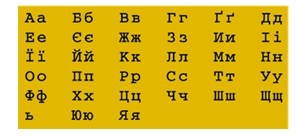 Аа Бб Вв Гг Ґґ Дд
Ее Єє Жж Зз Ии Іі
Її Йй Кк Лл Мм Нн
Оо Пп Рр Сс Тт Уу
Фф Хх Цц Чч Шш Щщ
ь Юю Яя